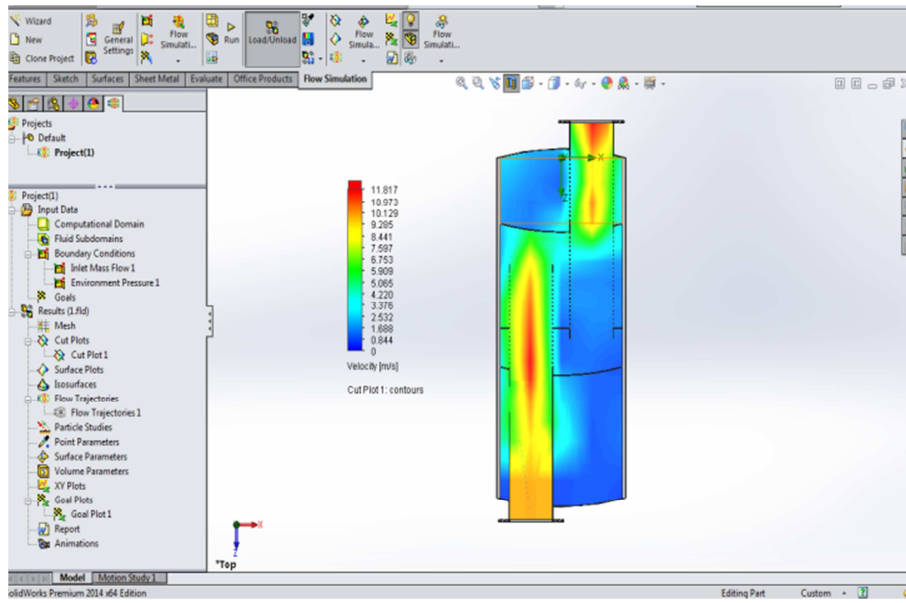 Wizard
New
Clone Project
General Settings
Flow Simulati...
Run
Load/Unload
Flow Simula...
Flow Simulati...
Features Sketch Surfaces Sheet Metal Evaluate Office Products Flow Simulation
Projects
Default
Project(1)
Project(1)
Input Data
Computational Domain
Fluid Subdomains
Boundary Conditions
Inlet Mass Flow 1
Environment Pressure 1
Goals
Results (1.fld)
Mesh
Cut Plots
Cut Plot 1
Surface Plots
Isosurfaces
Flow Trajectories
Flow Trajectories 1
Particle Studies
Point Parameters
Surface Parameters
Volume Parameters
XY Plots
Goal Plots
Goal Plot 1
Report
Animations
11.817
10.973
10.129
9.285
8.441
7.597
6.753
5.909
5.065
4.220
3.376
2.532
1.688
0.844
0
Velocity [m/s]
Cut Plot 1: contours
X
Z
X
Z
*Top
Model Motion Study 1
olidWorks Premium 2014 x64 Edition
Editing Part
Custom